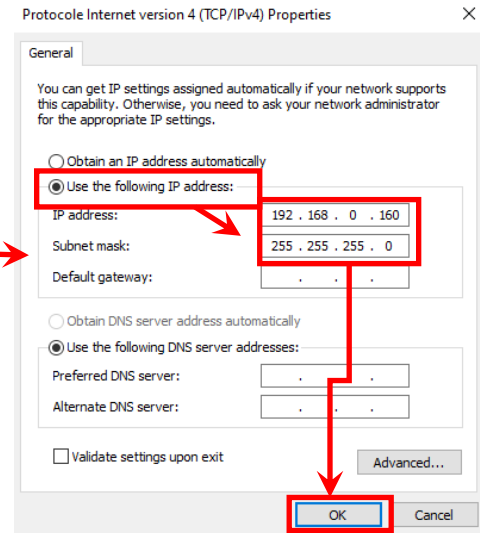 Protocole Internet version 4 (TCP/IPv4) Properties
General
You can get IP settings assigned automatically if your network supports
this capability. Otherwise, you need to ask your network administrator
for the appropriate IP settings.
Obtain an IP address automatically
Use the following IP address:
IP address: 192 . 168 . 0 . 160
Subnet mask: 255 . 255 . 255 . 0
Default gateway: . . .
Obtain DNS server address automatically
Use the following DNS server addresses:
Preferred DNS server: . . .
Alternate DNS server: . . .
Validate settings upon exit
Advanced...
OK Cancel